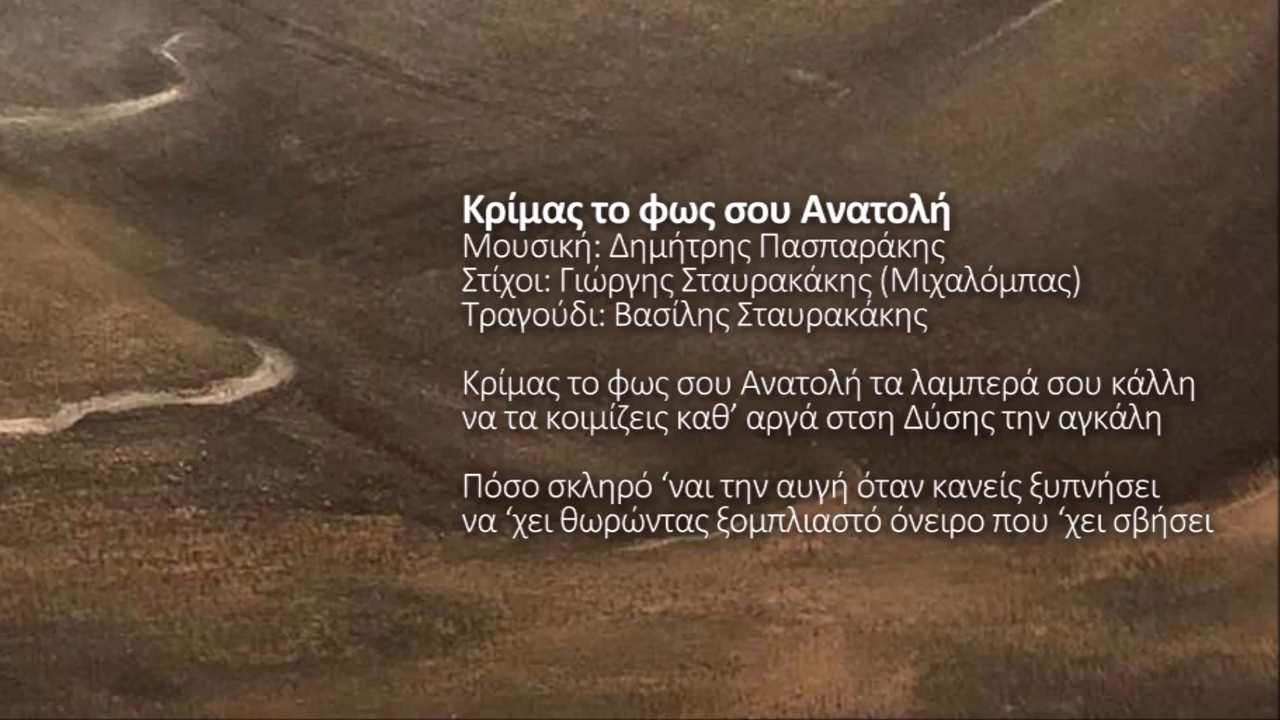 Κρίμας το φως σου Ανατολή
Μουσική: Δημήτρης Πασπαράκης
Στίχοι: Γιώργης Σταυρακάκης (Μιχαλόμπας)
Τραγούδι: Βασίλης Σταυρακάκης
Κρίμας το φως σου Ανατολή τα λαμπερά σου κάλλη
να τα κοιμίζεις καθ’ αργά στση Δύσης την αγκάλη
Πόσο σκληρό ‘ναι την αυγή όταν κανείς ξυπνήσει
να ‘χει θωρώντας ξομπλιαστό όνειρο που ‘χει σβήσει